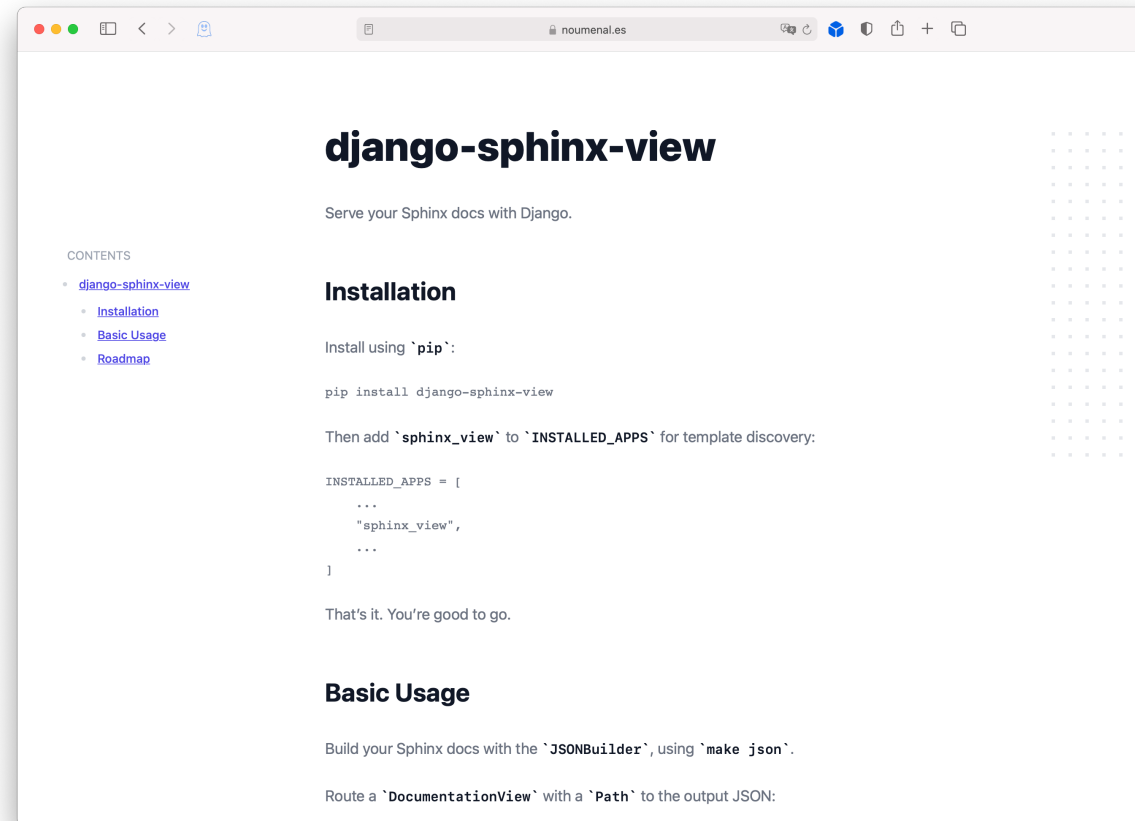 noumenal.es
django-sphinx-view
Serve your Sphinx docs with Django.
CONTENTS
django-sphinx-view
Installation
Basic Usage
Roadmap
Installation
Install using `pip`:
pip install django-sphinx-view
Then add `sphinx_view` to `INSTALLED_APPS` for template discovery:
INSTALLED_APPS = [
    ...
    "sphinx_view",
    ...
]
That’s it. You’re good to go.
Basic Usage
Build your Sphinx docs with the `JSONBuilder`, using `make json`.
Route a `DocumentationView` with a `Path` to the output JSON: